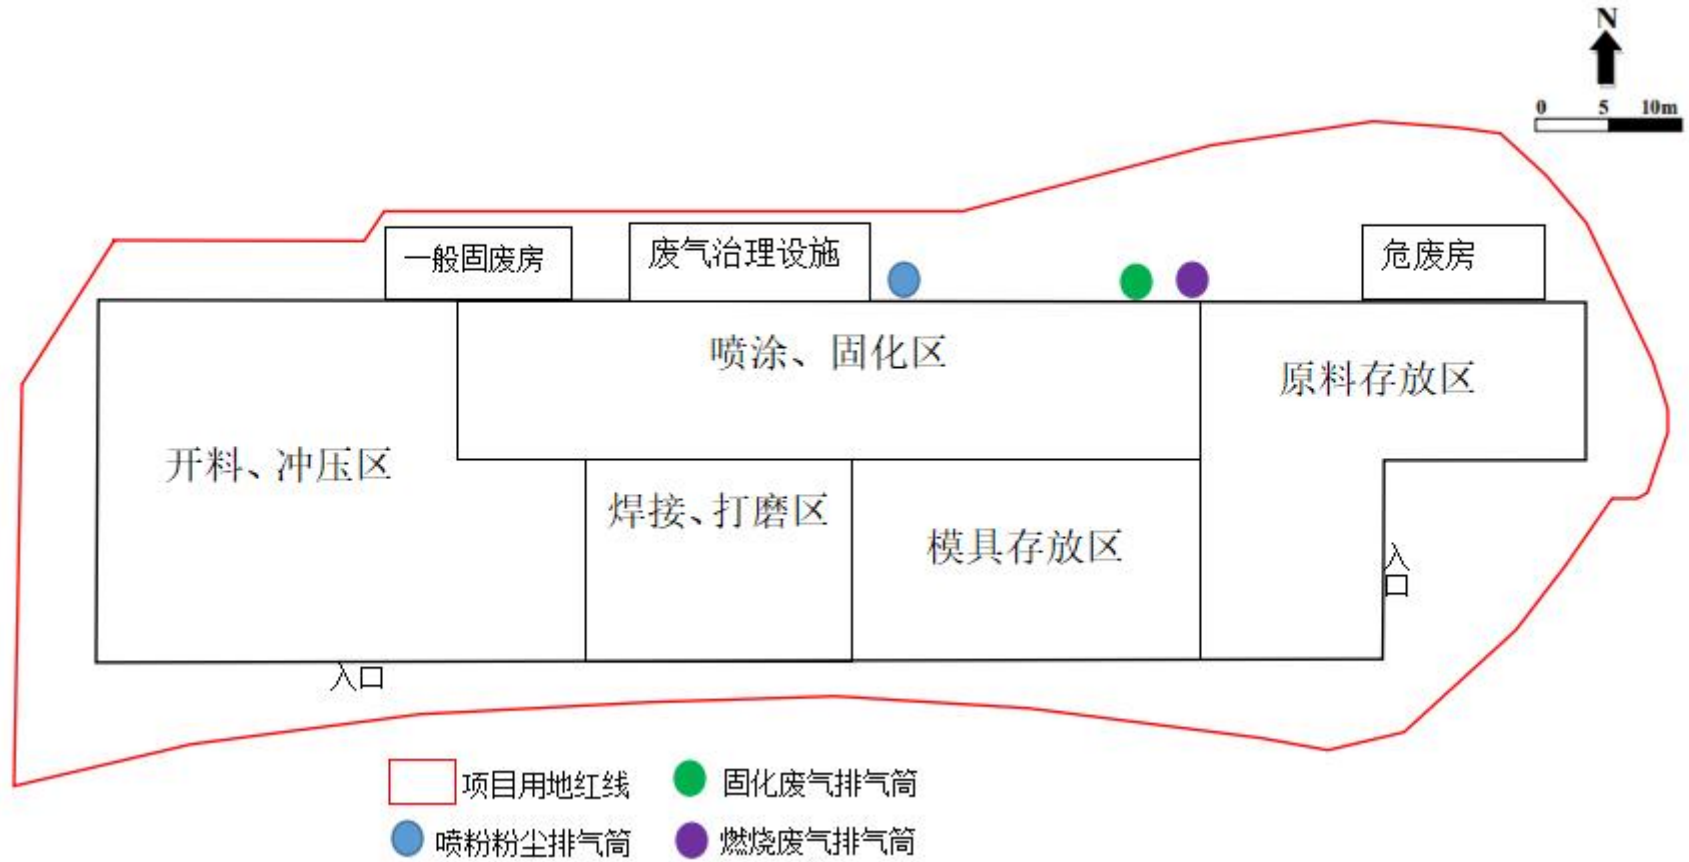 N
0 5 10m
一般固废房
废气治理设施
危废房
喷涂、固化区
原料存放区
开料、冲压区
焊接、打磨区
模具存放区
入口
入口
项目用地红线
固化废气排气筒
喷粉粉尘排气筒
燃烧废气排气筒